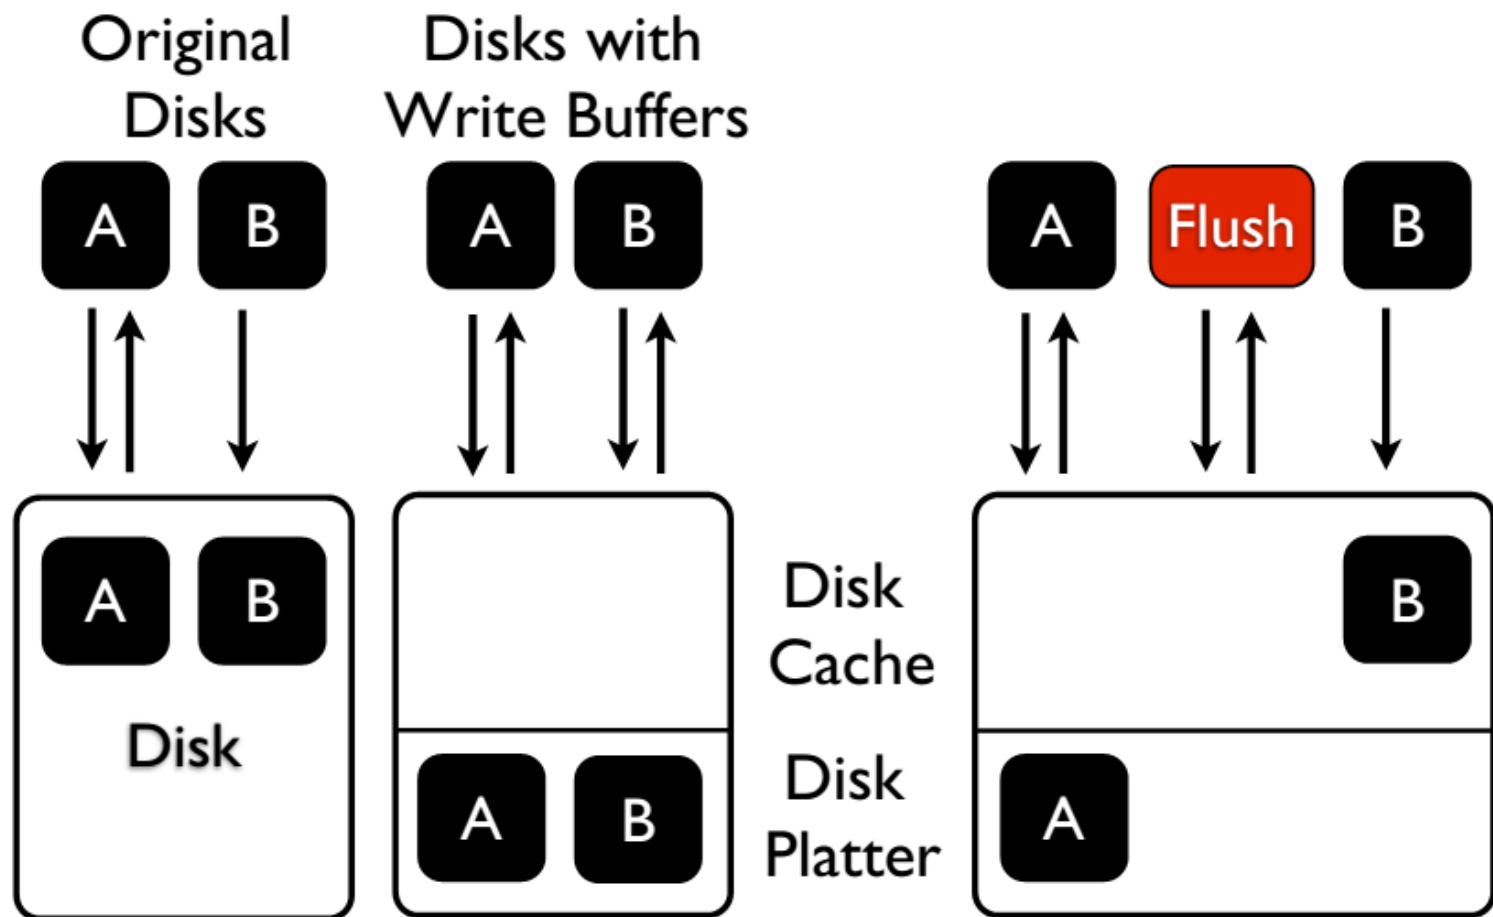 Original
Disks
Disks with
Write Buffers
A B
A B
A Flush B
A B
Disk
A B
Disk
Cache
Disk
Platter
B
A